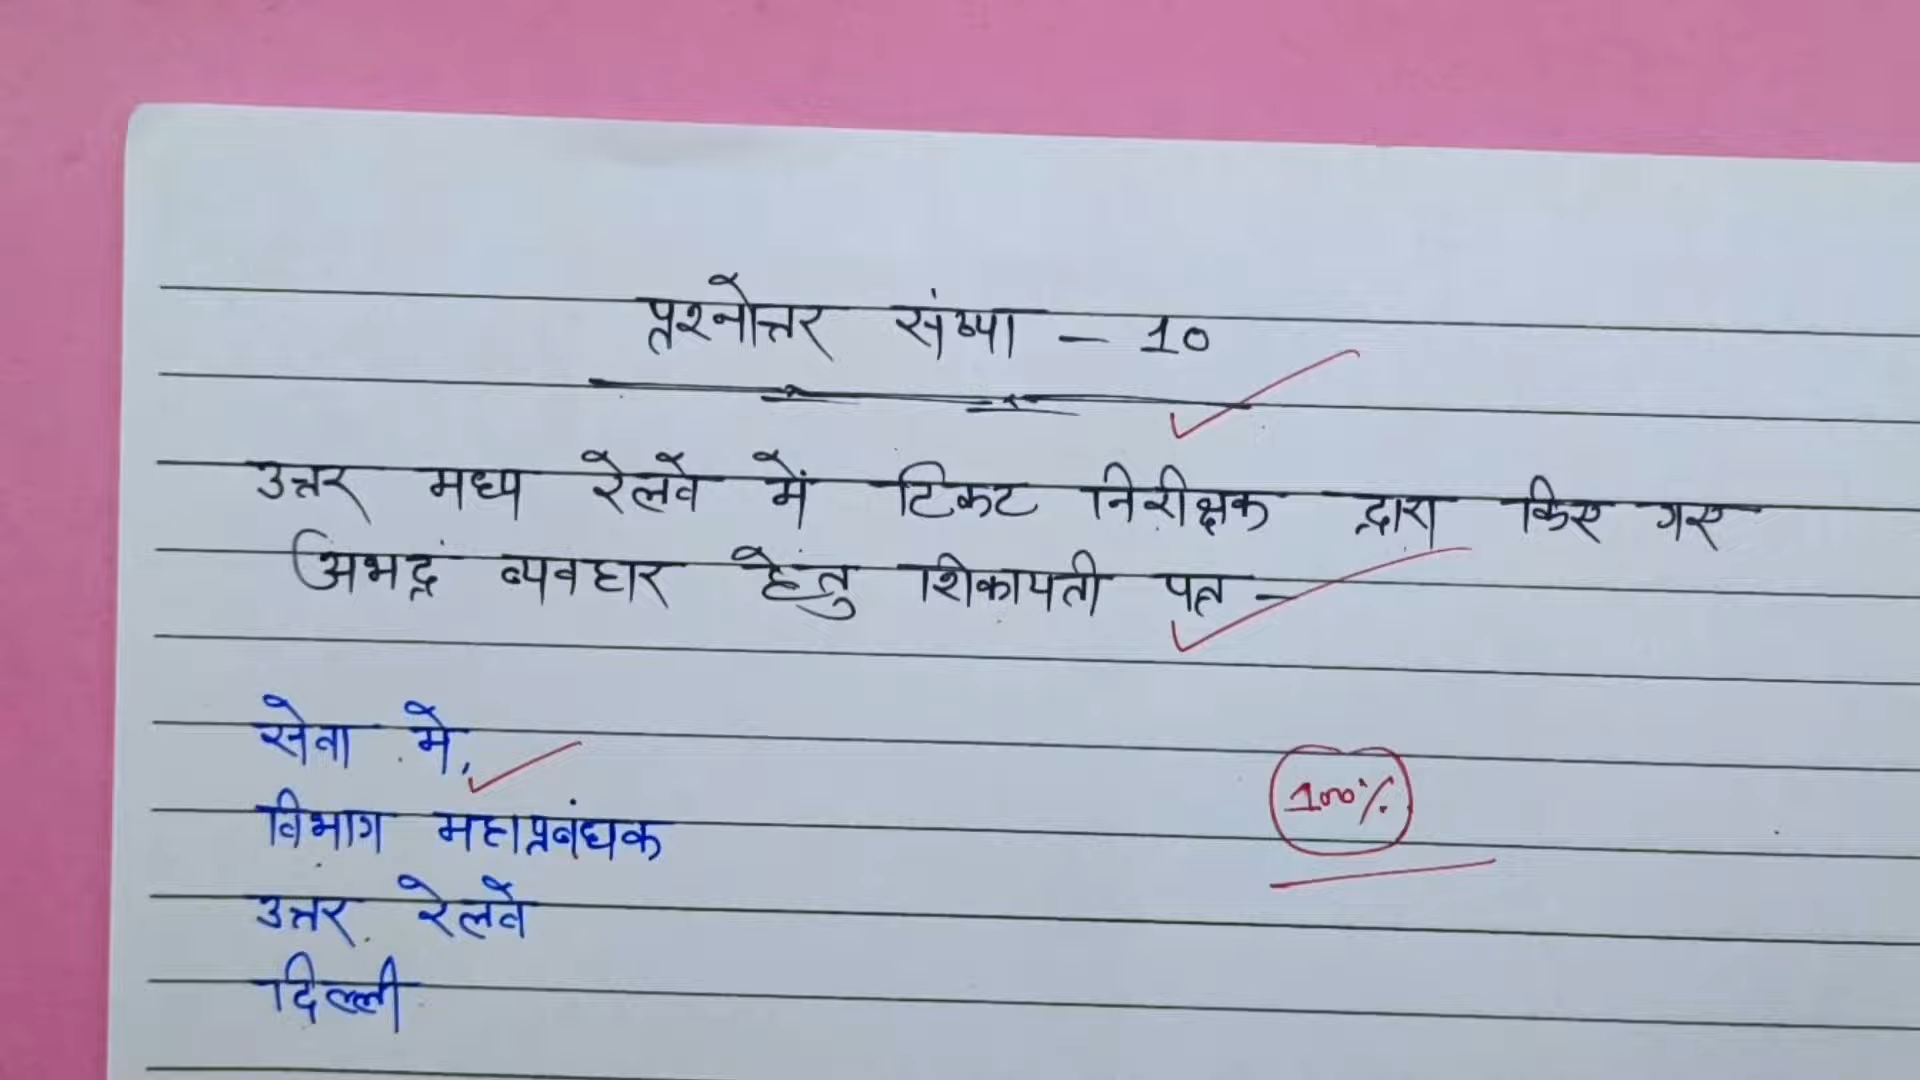 प्रश्नोत्तर संख्या - 10
उत्तर मध्य रेलवे में टिकट निरीक्षक द्वारा किए गए
अभद्र व्यवहार हेतु शिकायती पत्र -
सेवा में,
100%
विभाग महाप्रबंधक
उत्तर रेलवे
दिल्ली